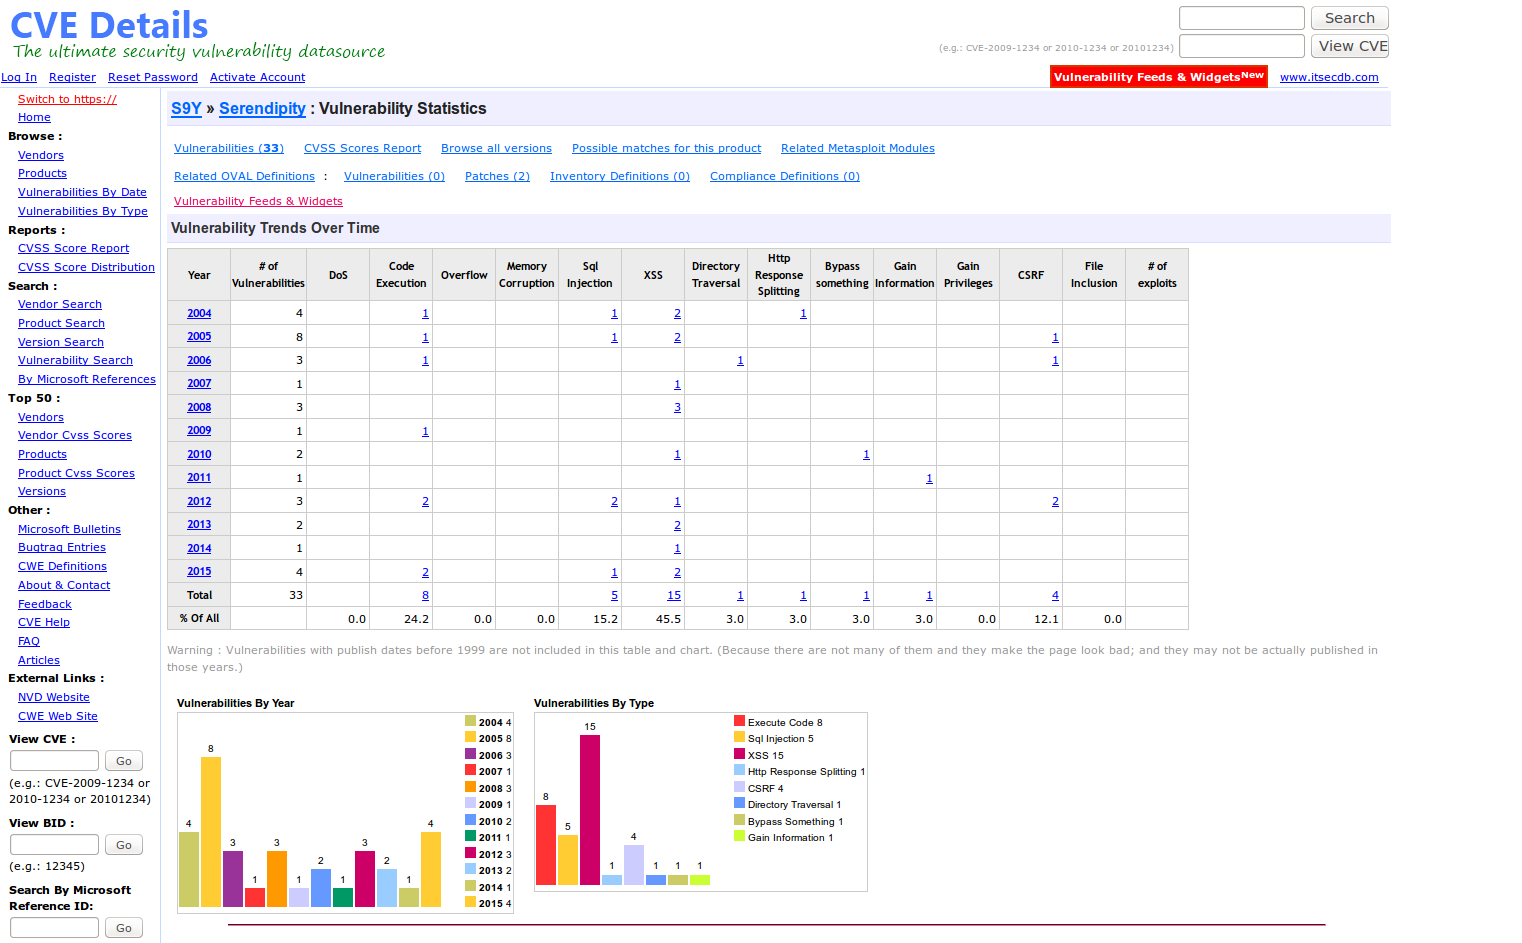 CVE Details
The ultimate security vulnerability datasource
Search
(e.g.: CVE-2009-1234 or 2010-1234 or 20101234)
View CVE
Log In Register Reset Password Activate Account
Vulnerability Feeds & WidgetsNew www.itsecdb.com
Switch to https://
Home
Browse :
Vendors
Products
Vulnerabilities By Date
Vulnerabilities By Type
Reports :
CVSS Score Report
CVSS Score Distribution
Search :
Vendor Search
Product Search
Version Search
Vulnerability Search
By Microsoft References
Top 50 :
Vendors
Vendor Cvss Scores
Products
Product Cvss Scores
Versions
Other :
Microsoft Bulletins
Bugtraq Entries
CWE Definitions
About & Contact
Feedback
CVE Help
FAQ
Articles
External Links :
NVD Website
CWE Web Site
View CVE :
Go
(e.g.: CVE-2009-1234 or
2010-1234 or 20101234)
View BID :
Go
(e.g.: 12345)
Search By Microsoft
Reference ID:
Go
S9Y » Serendipity : Vulnerability Statistics
Vulnerabilities (33) CVSS Scores Report Browse all versions Possible matches for this product Related Metasploit Modules
Related OVAL Definitions : Vulnerabilities (0) Patches (2) Inventory Definitions (0) Compliance Definitions (0)
Vulnerability Feeds & Widgets
Vulnerability Trends Over Time
Year # of Vulnerabilities DoS Code Execution Overflow Memory Corruption Sql Injection XSS Directory Traversal Http Response Splitting Bypass something Gain Information Gain Privileges CSRF File Inclusion # of exploits
2004 4 1 1 2 1
2005 8 1 1 2 1
2006 3 1 1 1
2007 1 1
2008 3 3
2009 1 1
2010 2 1 1
2011 1 1
2012 3 2 2 1 2
2013 2 2
2014 1 1
2015 4 2 1 2
Total 33 8 5 15 1 1 1 1 4
% Of All 0.0 24.2 0.0 0.0 15.2 45.5 3.0 3.0 3.0 3.0 0.0 12.1 0.0
Warning : Vulnerabilities with publish dates before 1999 are not included in this table and chart. (Because there are not many of them and they make the page look bad; and they may not be actually published in
those years.)
Vulnerabilities By Year
4 8 3 1 3 1 2 1 3 2 1 4
2004 4
2005 8
2006 3
2007 1
2008 3
2009 1
2010 2
2011 1
2012 3
2013 2
2014 1
2015 4
Vulnerabilities By Type
8 5 15 1 4 1 1 1
Execute Code 8
Sql Injection 5
XSS 15
Http Response Splitting 1
CSRF 4
Directory Traversal 1
Bypass Something 1
Gain Information 1